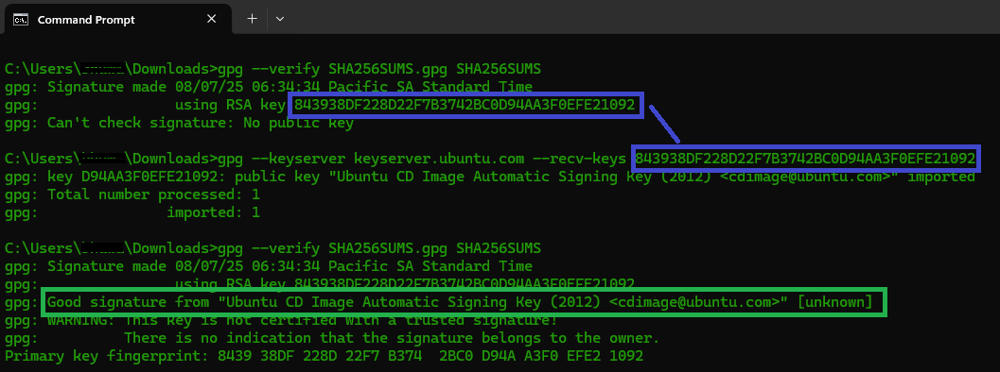 Command Prompt
C:\Users\ \Downloads>gpg --verify SHA256SUMS.gpg SHA256SUMS
gpg: Signature made 08/07/25 06:34:34 Pacific SA Standard Time
gpg:                using RSA key 843938DF228D22F7B3742BC0D94AA3F0EFE21092
gpg: Can't check signature: No public key
C:\Users\ \Downloads>gpg --keyserver keyserver.ubuntu.com --recv-keys 843938DF228D22F7B3742BC0D94AA3F0EFE21092
gpg: key D94AA3F0EFE21092: public key "Ubuntu CD Image Automatic Signing Key (2012) <cdimage@ubuntu.com>" imported
gpg: Total number processed: 1
gpg:               imported: 1
C:\Users\ \Downloads>gpg --verify SHA256SUMS.gpg SHA256SUMS
gpg: Signature made 08/07/25 06:34:34 Pacific SA Standard Time
gpg:                using RSA key 843938DF228D22F7B3742BC0D94AA3F0EFE21092
gpg: Good signature from "Ubuntu CD Image Automatic Signing Key (2012) <cdimage@ubuntu.com>" [unknown]
gpg: WARNING: This key is not certified with a trusted signature!
gpg:          There is no indication that the signature belongs to the owner.
Primary key fingerprint: 8439 38DF 228D 22F7 B374  2BC0 D94A A3F0 EFE2 1092